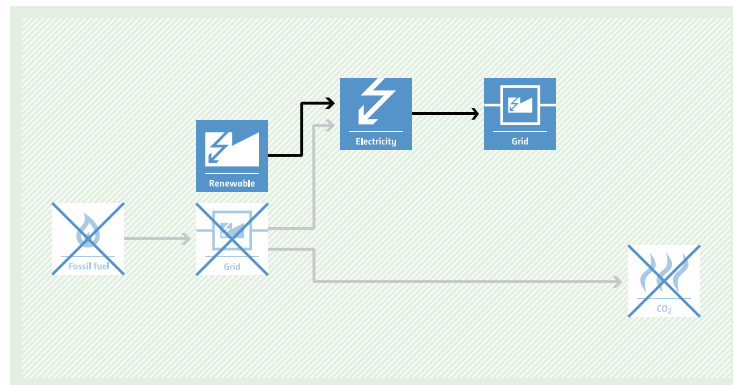 Electricity
Grid
Renewable
Fossil fuel
Grid
CO₂